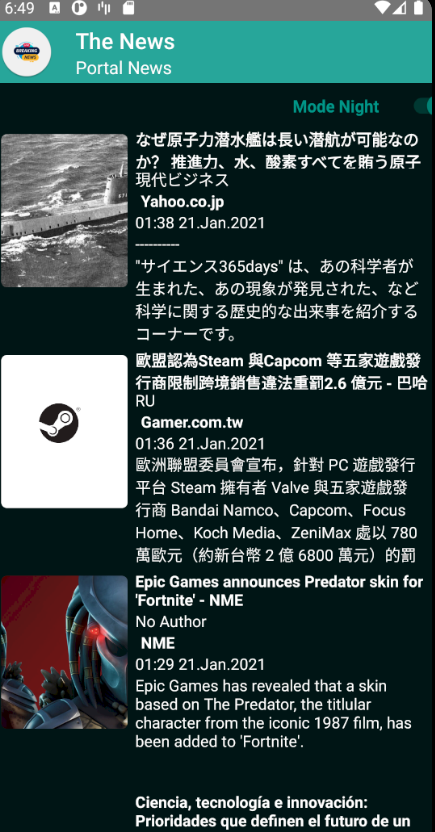 6:49
The News
Portal News
BREAKING
NEWS
Mode Night
なぜ原子力潜水艦は長い潜航が可能なの
か? 推進力、水、酸素すべてを賄う原子
現代ビジネス
Yahoo.co.jp
01:38 21.Jan.2021
----------
"サイエンス365days" は、あの科学者が
生まれた、あの現象が発見された、など
科学に関する歴史的な出来事を紹介する
コーナーです。
歐盟認為Steam 與Capcom 等五家遊戲發
行商限制跨境銷售違法重罰2.6 億元 - 巴哈
RU
Gamer.com.tw
01:36 21.Jan.2021
歐洲聯盟委員會宣布，針對 PC 遊戲發行
平台 Steam 擁有者 Valve 與五家遊戲發
行商 Bandai Namco、Capcom、Focus
Home、Koch Media、ZeniMax 處以 780
萬歐元（約新台幣 2 億 6800 萬元）的罰
Epic Games announces Predator skin for
'Fortnite' - NME
No Author
NME
01:29 21.Jan.2021
Epic Games has revealed that a skin
based on The Predator, the titlular
character from the iconic 1987 film, has
been added to 'Fortnite'.
Ciencia, tecnología e innovación:
Prioridades que definen el futuro de un